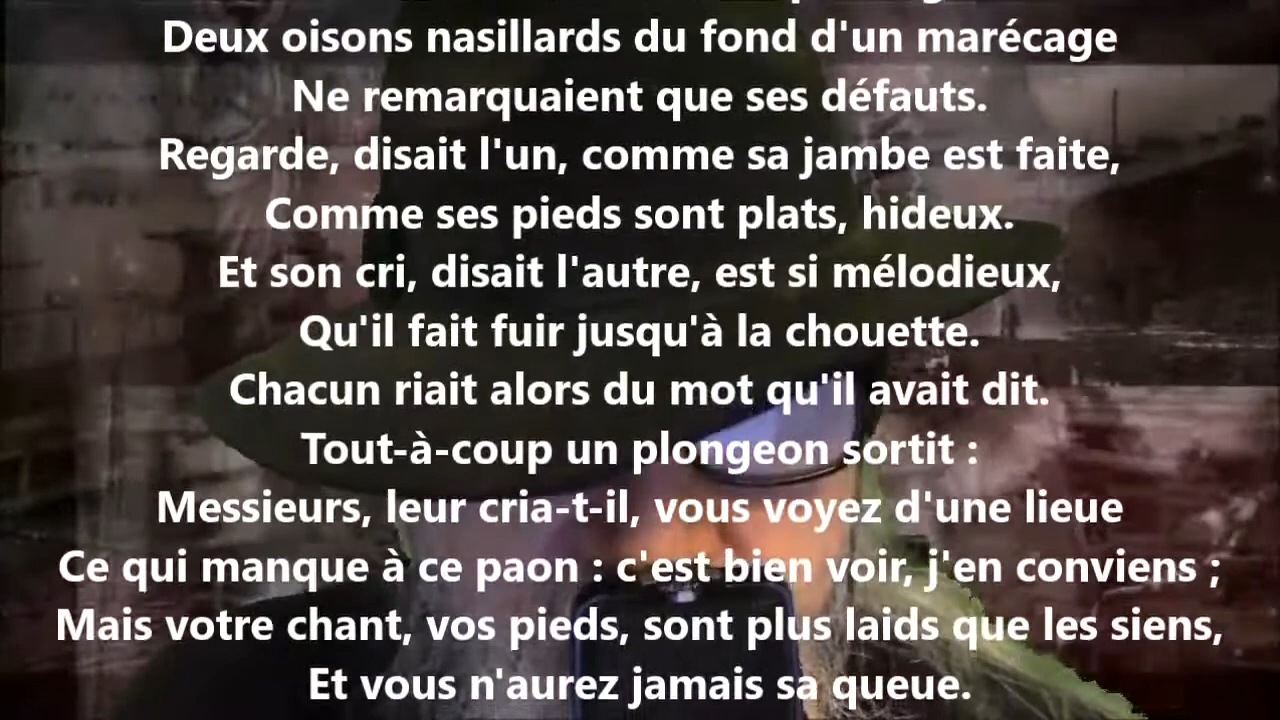 Deux oisons nasillards du fond d'un marécage
Ne remarquaient que ses défauts.
Regarde, disait l'un, comme sa jambe est faite,
Comme ses pieds sont plats, hideux.
Et son cri, disait l'autre, est si mélodieux,
Qu'il fait fuir jusqu'à la chouette.
Chacun riait alors du mot qu'il avait dit.
Tout-à-coup un plongeon sortit :
Messieurs, leur cria-t-il, vous voyez d'une lieue
Ce qui manque à ce paon : c'est bien voir, j'en conviens ;
Mais votre chant, vos pieds, sont plus laids que les siens,
Et vous n'aurez jamais sa queue.